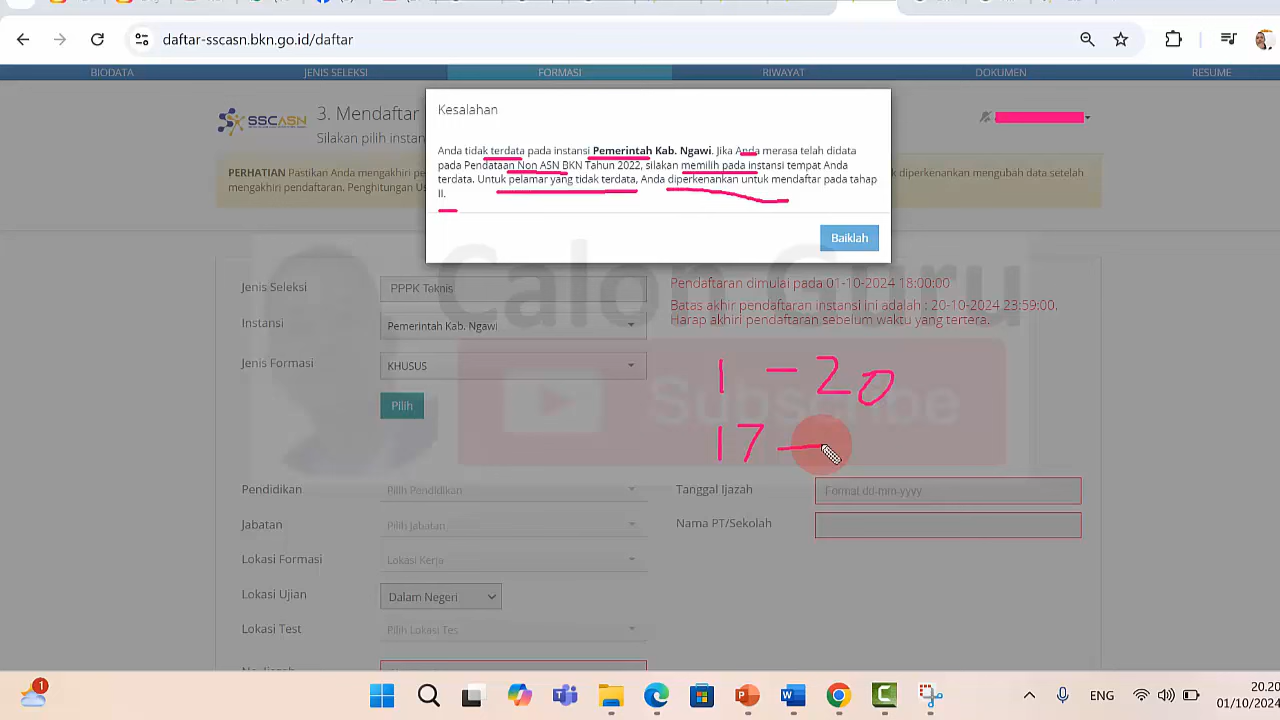 daftar-sscasn.bkn.go.id/daftar
BIODATA JENIS SELEKSI FORMASI RIWAYAT DOKUMEN RESUME
SSCASN
3. Mendaftar
Silakan pilih instan
Kesalahan
Anda tidak terdata pada instansi Pemerintah Kab. Ngawi. Jika Anda merasa telah didata
pada Pendataan Non ASN BKN Tahun 2022, silakan memilih pada instansi tempat Anda
terdata. Untuk pelamar yang tidak terdata, Anda diperkenankan untuk mendaftar pada tahap
II.
Baiklah
PERHATIAN Pastikan Anda mengakhiri pe
diperkenankan mengubah data setelah
mengakhiri pendaftaran. Penghitungan Us
Calon Guru
Subscribe
Jenis Seleksi PPPK Teknis
Pendaftaran dimulai pada 01-10-2024 18:00:00
Batas akhir pendaftaran instansi ini adalah : 20-10-2024 23:59:00.
Harap akhiri pendaftaran sebelum waktu yang tertera.
Instansi Pemerintah Kab. Ngawi
Jenis Formasi KHUSUS
Pilih
1 - 20
17 -
Pendidikan Pilih Pendidikan
Tanggal Ijazah Format dd-mm-yyyy
Jabatan Pilih Jabatan
Nama PT/Sekolah
Lokasi Formasi Lokasi Kerja
Lokasi Ujian Dalam Negeri
Lokasi Test Pilih Lokasi Tes
1
ENG
20.20
01/10/2024